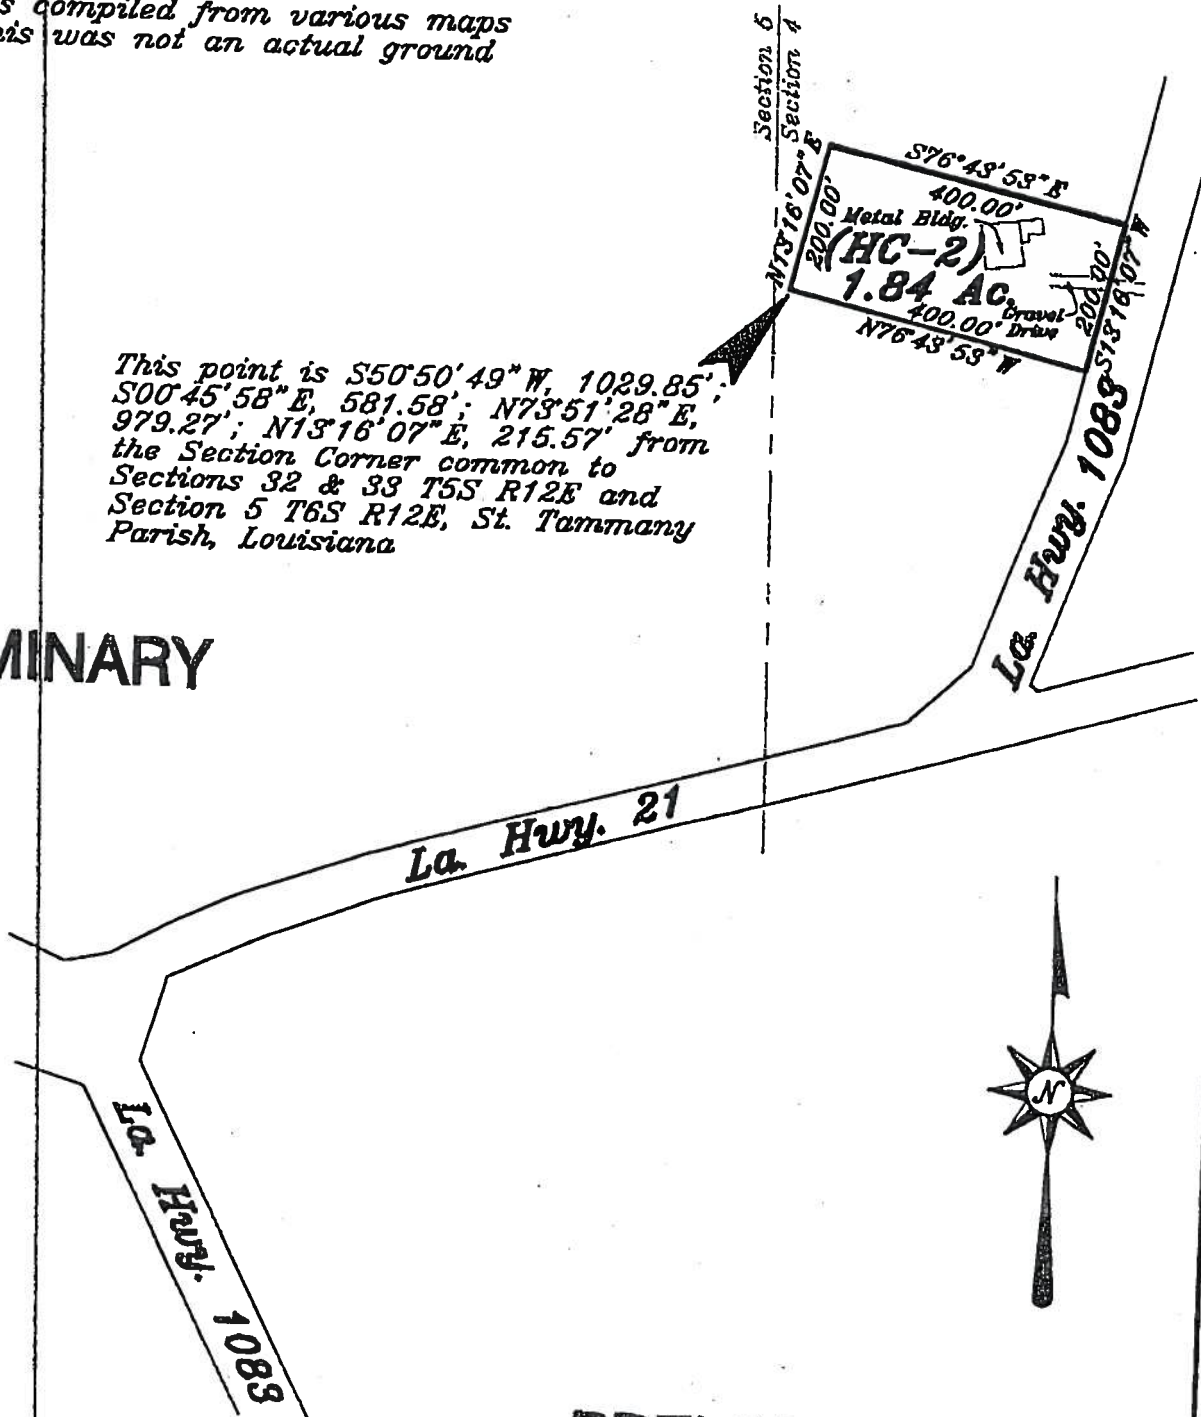 compiled from various maps
was not an actual ground
Section 5
Section 4
S76°43'53"E
400.00'
N13°16'07"E
200.00'
Metal Bldg.
(HC-2)
1.84 Ac.
Gravel
Drive
400.00'
N76°43'53"W
200.00'
S13°16'07"W
This point is S50°50'49"W, 1029.85';
S00°45'58"E, 581.58'; N73°51'28"E,
979.27'; N13°16'07"E, 215.57' from
the Section Corner common to
Sections 32 & 33 T5S R12E and
Section 5 T6S R12E, St. Tammany
Parish, Louisiana
La. Hwy. 1083
MINARY
La. Hwy. 21
N
La. Hwy. 1083